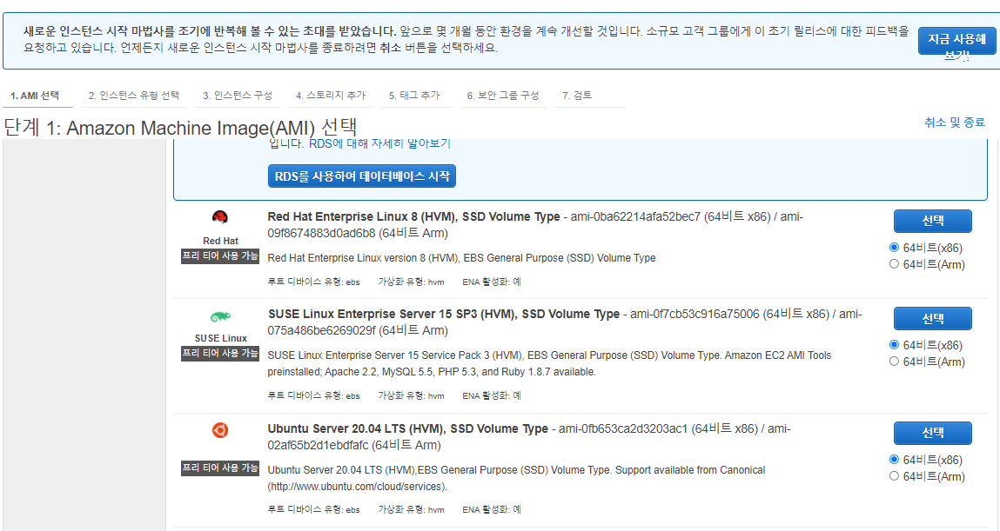 새로운 인스턴스 시작 마법사를 조기에 반복해 볼 수 있는 초대를 받았습니다. 앞으로 몇 개월 동안 환경을 계속 개선할 것입니다. 소규모 고객 그룹에게 이 초기 릴리스에 대한 피드백을
요청하고 있습니다. 언제든지 새로운 인스턴스 시작 마법사를 종료하려면 취소 버튼을 선택하세요.
지금 사용해
보기!
1. AMI 선택 2. 인스턴스 유형 선택 3. 인스턴스 구성 4. 스토리지 추가 5. 태그 추가 6. 보안 그룹 구성 7. 검토
단계 1: Amazon Machine Image(AMI) 선택
취소 및 종료
입니다. RDS에 대해 자세히 알아보기
RDS를 사용하여 데이터베이스 시작
Red Hat
프리 티어 사용 가능
Red Hat Enterprise Linux 8 (HVM), SSD Volume Type - ami-0ba62214afa52bec7 (64비트 x86) / ami-
09f8674883d0ad6b8 (64비트 Arm)
Red Hat Enterprise Linux version 8 (HVM), EBS General Purpose (SSD) Volume Type
루트 디바이스 유형: ebs 가상화 유형: hvm ENA 활성화: 예
선택
64비트(x86)
64비트(Arm)
SUSE Linux
프리 티어 사용 가능
SUSE Linux Enterprise Server 15 SP3 (HVM), SSD Volume Type - ami-0f7cb53c916a75006 (64비트 x86) / ami-
075a486be6269029f (64비트 Arm)
SUSE Linux Enterprise Server 15 Service Pack 3 (HVM), EBS General Purpose (SSD) Volume Type. Amazon EC2 AMI Tools
preinstalled; Apache 2.2, MySQL 5.5, PHP 5.3, and Ruby 1.8.7 available.
루트 디바이스 유형: ebs 가상화 유형: hvm ENA 활성화: 예
선택
64비트(x86)
64비트(Arm)
프리 티어 사용 가능
Ubuntu Server 20.04 LTS (HVM), SSD Volume Type - ami-0fb653ca2d3203ac1 (64비트 x86) / ami-
02af65b2d1ebdfafc (64비트 Arm)
Ubuntu Server 20.04 LTS (HVM),EBS General Purpose (SSD) Volume Type. Support available from Canonical
(http://www.ubuntu.com/cloud/services).
루트 디바이스 유형: ebs 가상화 유형: hvm ENA 활성화: 예
선택
64비트(x86)
64비트(Arm)